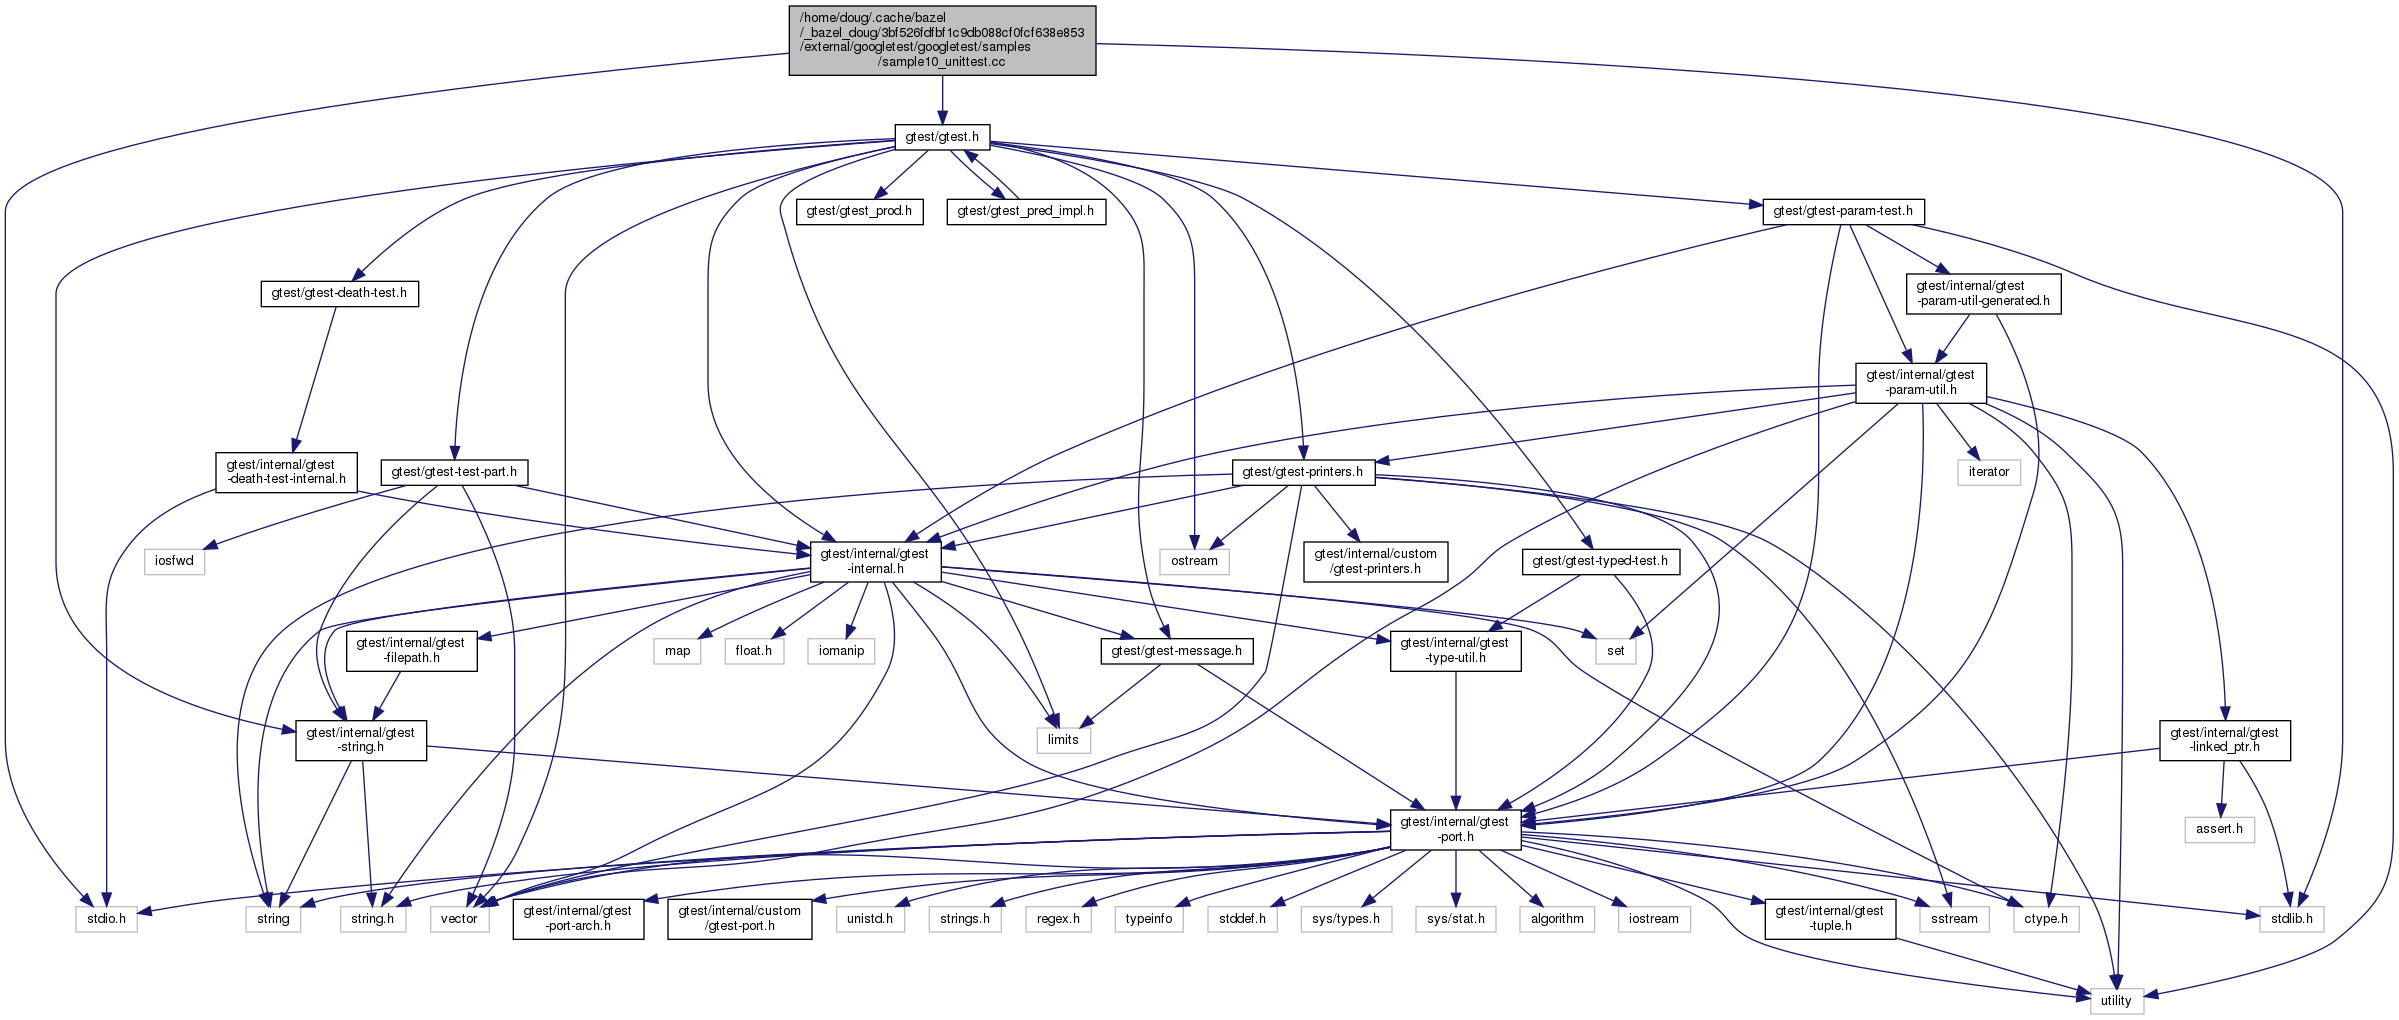 /home/doug/.cache/bazel
/_bazel_doug/3bf526fdfbf1c9db088cf0fcf638e853
/external/googletest/googletest/samples
/sample10_unittest.cc
gtest/gtest.h
gtest/gtest_prod.h
gtest/gtest_pred_impl.h
gtest/gtest-param-test.h
gtest/gtest-death-test.h
gtest/internal/gtest
-param-util-generated.h
gtest/internal/gtest
-param-util.h
gtest/internal/gtest
-death-test-internal.h
gtest/gtest-test-part.h
gtest/gtest-printers.h
iterator
iosfwd
gtest/internal/gtest
-internal.h
ostream
gtest/internal/custom
/gtest-printers.h
gtest/gtest-typed-test.h
gtest/internal/gtest
-filepath.h
map
float.h
iomanip
gtest/gtest-message.h
gtest/internal/gtest
-type-util.h
set
gtest/internal/gtest
-string.h
limits
gtest/internal/gtest
-linked_ptr.h
gtest/internal/gtest
-port.h
assert.h
stdio.h
string
string.h
vector
gtest/internal/gtest
-port-arch.h
gtest/internal/custom
/gtest-port.h
unistd.h
strings.h
regex.h
typeinfo
stddef.h
sys/types.h
sys/stat.h
algorithm
iostream
gtest/internal/gtest
-tuple.h
sstream
ctype.h
stdlib.h
utility